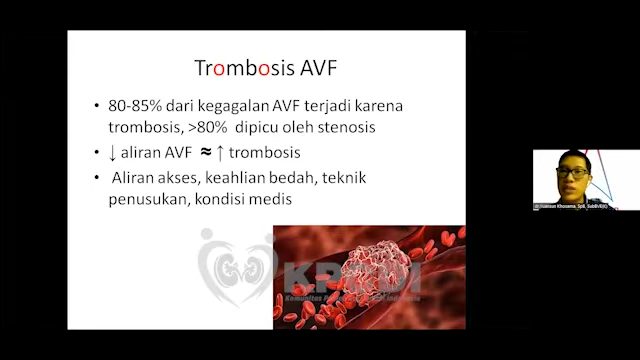 Trombosis AVF
• 80-85% dari kegagalan AVF terjadi karena
trombosis, >80% dipicu oleh stenosis
• ↓ aliran AVF ≈ ↑ trombosis
• Aliran akses, keahlian bedah, teknik
penusukan, kondisi medis
Indonesia